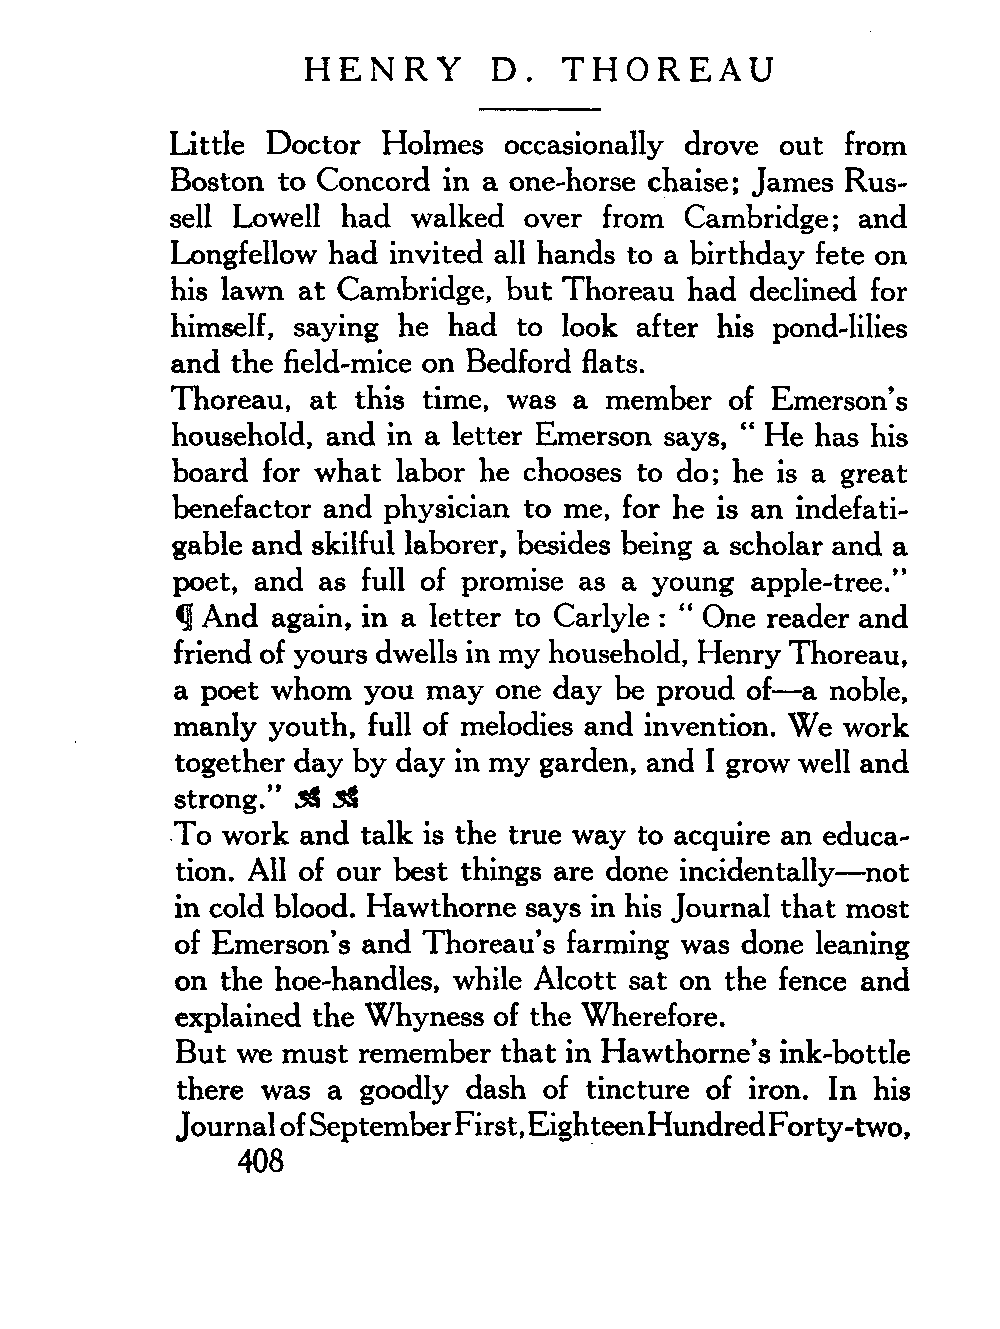 HENRY D. THOREAU
Little Doctor Holmes occasionally drove out from
Boston to Concord in a one-horse chaise; James Rus-
sell Lowell had walked over from Cambridge; and
Longfellow had invited all hands to a birthday fete on
his lawn at Cambridge, but Thoreau had declined for
himself, saying he had to look after his pond-lilies
and the field-mice on Bedford flats.
Thoreau, at this time, was a member of Emerson's
household, and in a letter Emerson says, “ He has his
board for what labor he chooses to do; he is a great
benefactor and physician to me, for he is an indefati-
gable and skilful laborer, besides being a scholar and a
poet, and as full of promise as a young apple-tree.”
¶ And again, in a letter to Carlyle : “ One reader and
friend of yours dwells in my household, Henry Thoreau,
a poet whom you may one day be proud of—a noble,
manly youth, full of melodies and invention. We work
together day by day in my garden, and I grow well and
strong.”
To work and talk is the true way to acquire an educa-
tion. All of our best things are done incidentally—not
in cold blood. Hawthorne says in his Journal that most
of Emerson's and Thoreau's farming was done leaning
on the hoe-handles, while Alcott sat on the fence and
explained the Whyness of the Wherefore.
But we must remember that in Hawthorne's ink-bottle
there was a goodly dash of tincture of iron. In his
Journal of September First, Eighteen Hundred Forty-two,
408